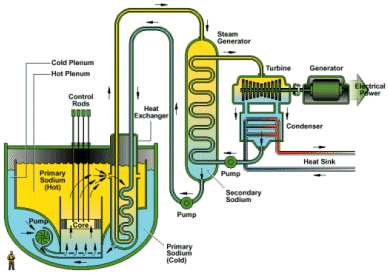 Cold Plenum
Hot Plenum
Control
Rods
Heat
Exchanger
Steam
Generator
Turbine
Generator
Electrical
Power
Condenser
Heat Sink
Pump
Secondary
Sodium
Pump
Primary
Sodium
(Hot)
Pump
Core
Primary
Sodium
(Cold)